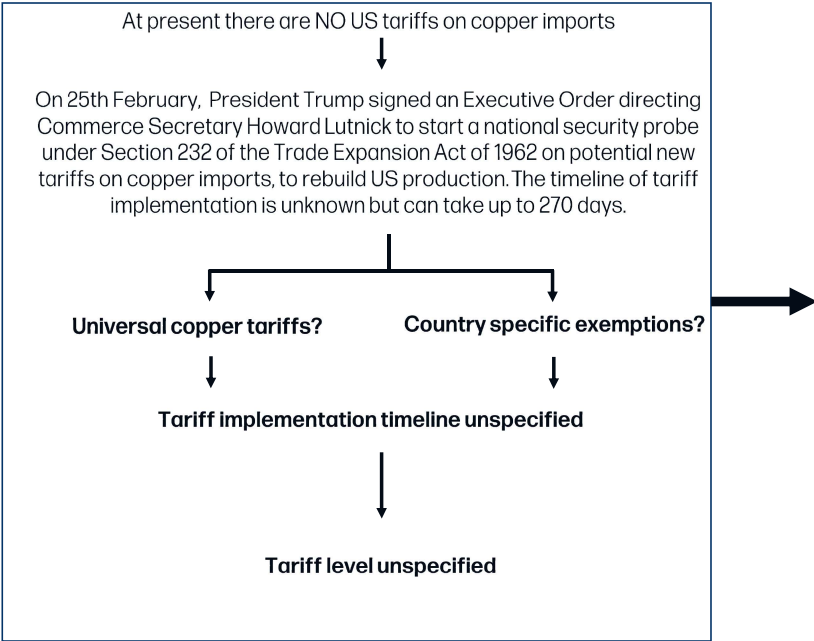 At present there are NO US tariffs on copper imports
On 25th February, President Trump signed an Executive Order directing
Commerce Secretary Howard Lutnick to start a national security probe
under Section 232 of the Trade Expansion Act of 1962 on potential new
tariffs on copper imports, to rebuild US production. The timeline of tariff
implementation is unknown but can take up to 270 days.
Universal copper tariffs?
Country specific exemptions?
Tariff implementation timeline unspecified
Tariff level unspecified